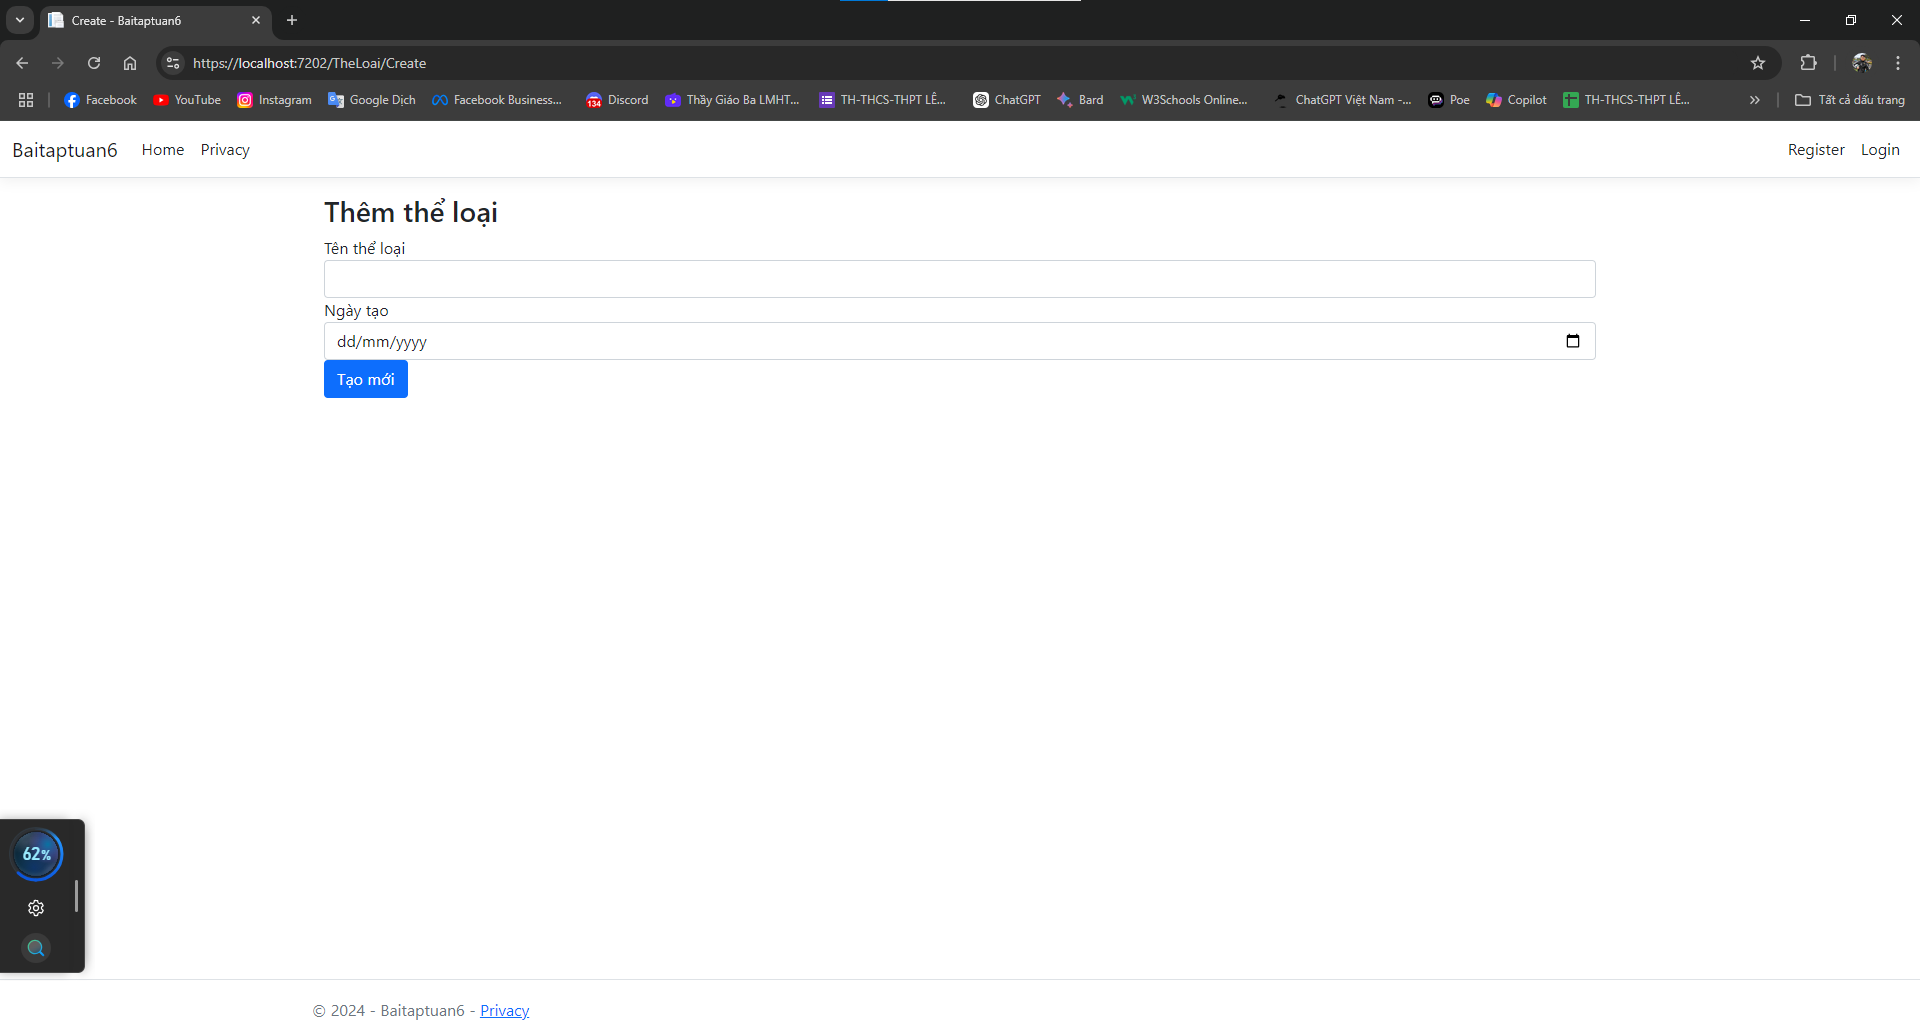 Create - Baitaptuan6
https://localhost:7202/TheLoai/Create
Facebook YouTube Instagram Google Dịch Facebook Business... Discord Thầy Giáo Ba LMHT... TH-THCS-THPT LÊ... ChatGPT Bard W3Schools Online... ChatGPT Việt Nam -... Poe Copilot TH-THCS-THPT LÊ... Tất cả dấu trang
134
Baitaptuan6 Home Privacy Register Login
Thêm thể loại
Tên thể loại
Ngày tạo
dd/mm/yyyy
Tạo mới
62%
© 2024 - Baitaptuan6 - Privacy